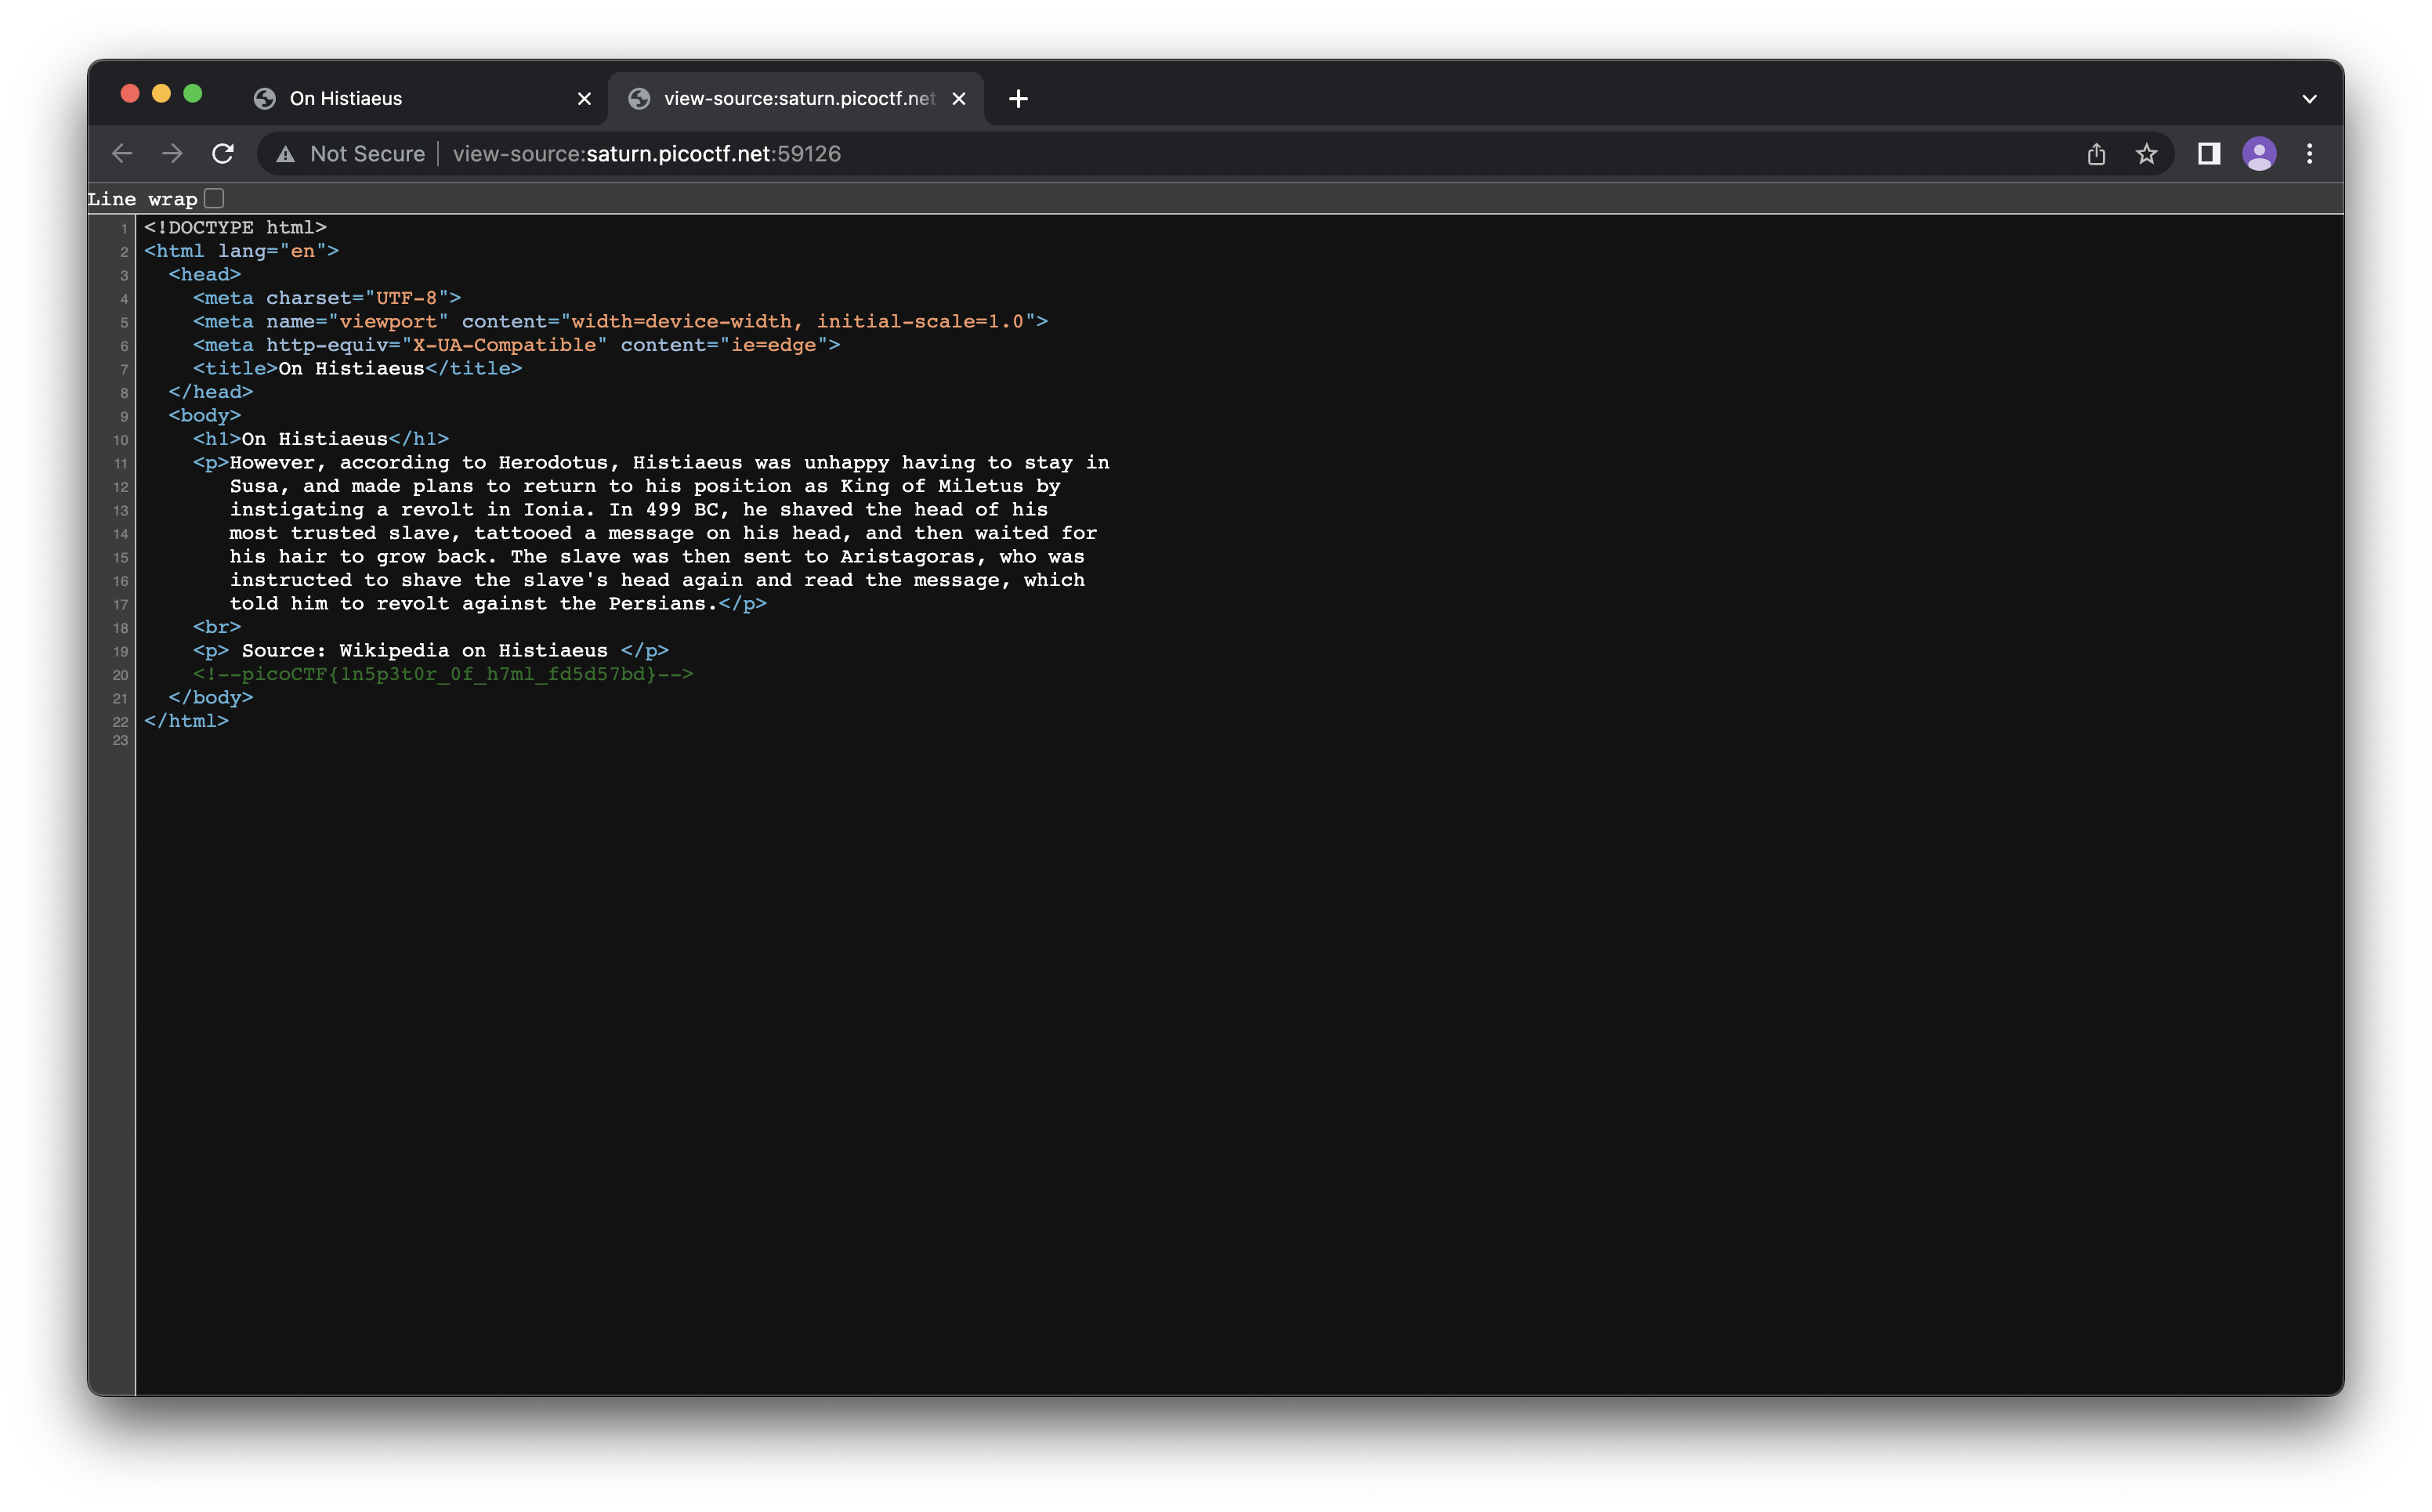 On Histiaeus
view-source:saturn.picoctf.net
Not Secure view-source:saturn.picoctf.net:59126
Line wrap
1 <!DOCTYPE html>
2 <html lang="en">
3 <head>
4 <meta charset="UTF-8">
5 <meta name="viewport" content="width=device-width, initial-scale=1.0">
6 <meta http-equiv="X-UA-Compatible" content="ie=edge">
7 <title>On Histiaeus</title>
8 </head>
9 <body>
10 <h1>On Histiaeus</h1>
11 <p>However, according to Herodotus, Histiaeus was unhappy having to stay in
12 Susa, and made plans to return to his position as King of Miletus by
13 instigating a revolt in Ionia. In 499 BC, he shaved the head of his
14 most trusted slave, tattooed a message on his head, and then waited for
15 his hair to grow back. The slave was then sent to Aristagoras, who was
16 instructed to shave the slave's head again and read the message, which
17 told him to revolt against the Persians.</p>
18 <br>
19 <p> Source: Wikipedia on Histiaeus </p>
20 <!--picoCTF{1n5p3t0r_0f_h7ml_fd5d57bd}-->
21 </body>
22 </html>
23